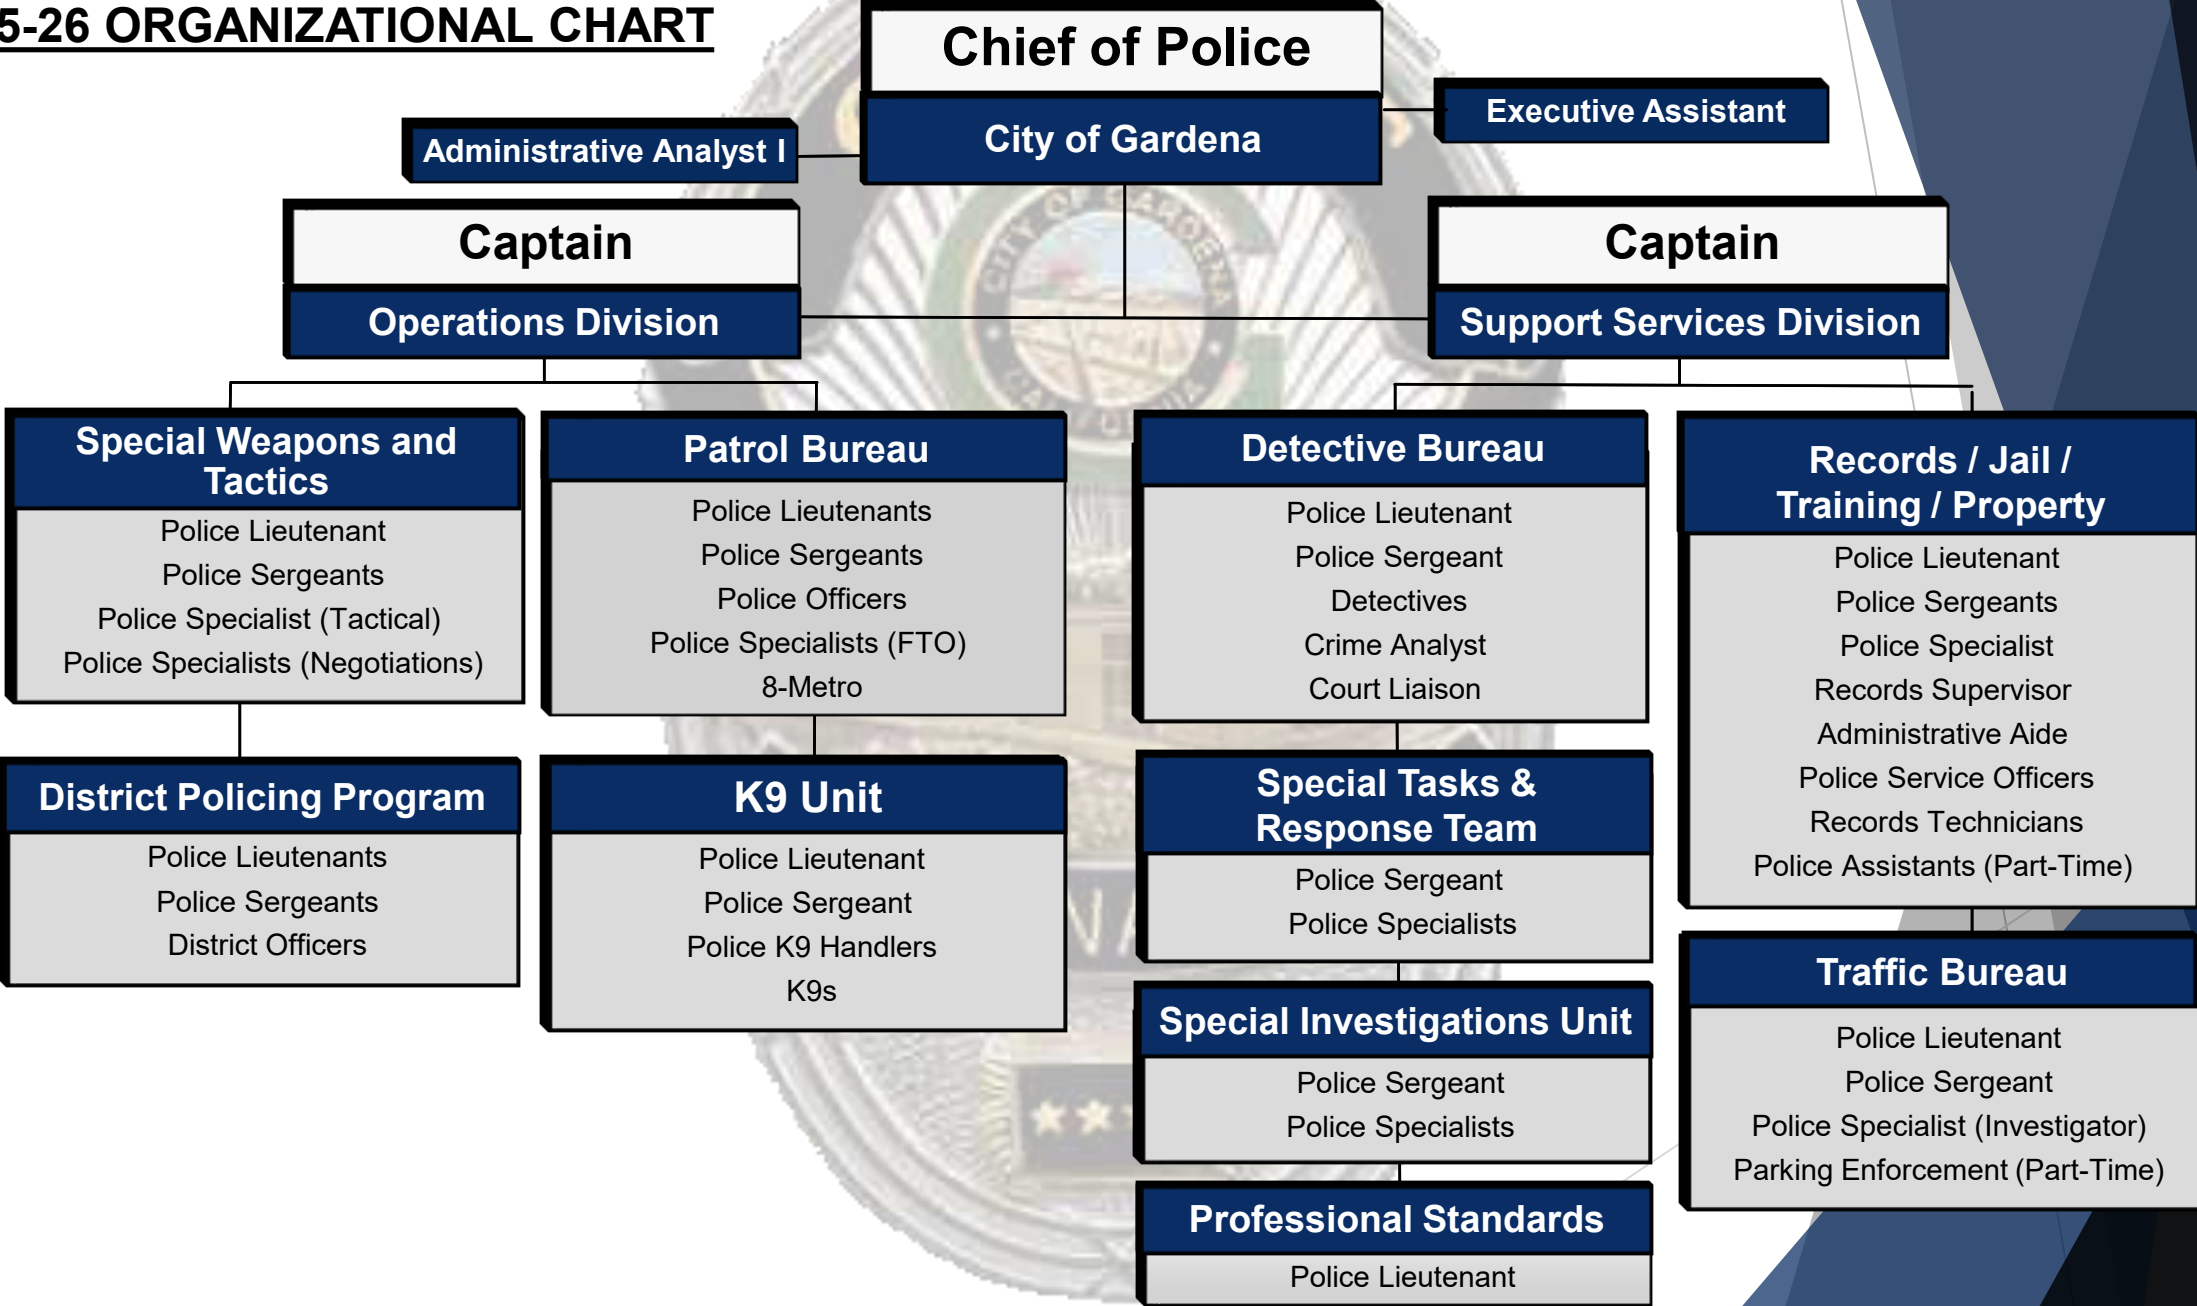 5-26 ORGANIZATIONAL CHART
Chief of Police
City of Gardena
Executive Assistant
Administrative Analyst I
Captain
Operations Division
Captain
Support Services Division
CITY OF GARDENA
Special Weapons and
Tactics
Police Lieutenant
Police Sergeants
Police Specialist (Tactical)
Police Specialists (Negotiations)
Patrol Bureau
Police Lieutenants
Police Sergeants
Police Officers
Police Specialists (FTO)
8-Metro
Detective Bureau
Police Lieutenant
Police Sergeant
Detectives
Crime Analyst
Court Liaison
Records / Jail /
Training / Property
Police Lieutenant
Police Sergeants
Police Specialist
Records Supervisor
Administrative Aide
Police Service Officers
Records Technicians
Police Assistants (Part-Time)
District Policing Program
Police Lieutenants
Police Sergeants
District Officers
K9 Unit
Police Lieutenant
Police Sergeant
Police K9 Handlers
K9s
Special Tasks &
Response Team
Police Sergeant
Police Specialists
Special Investigations Unit
Police Sergeant
Police Specialists
Professional Standards
Police Lieutenant
Traffic Bureau
Police Lieutenant
Police Sergeant
Police Specialist (Investigator)
Parking Enforcement (Part-Time)